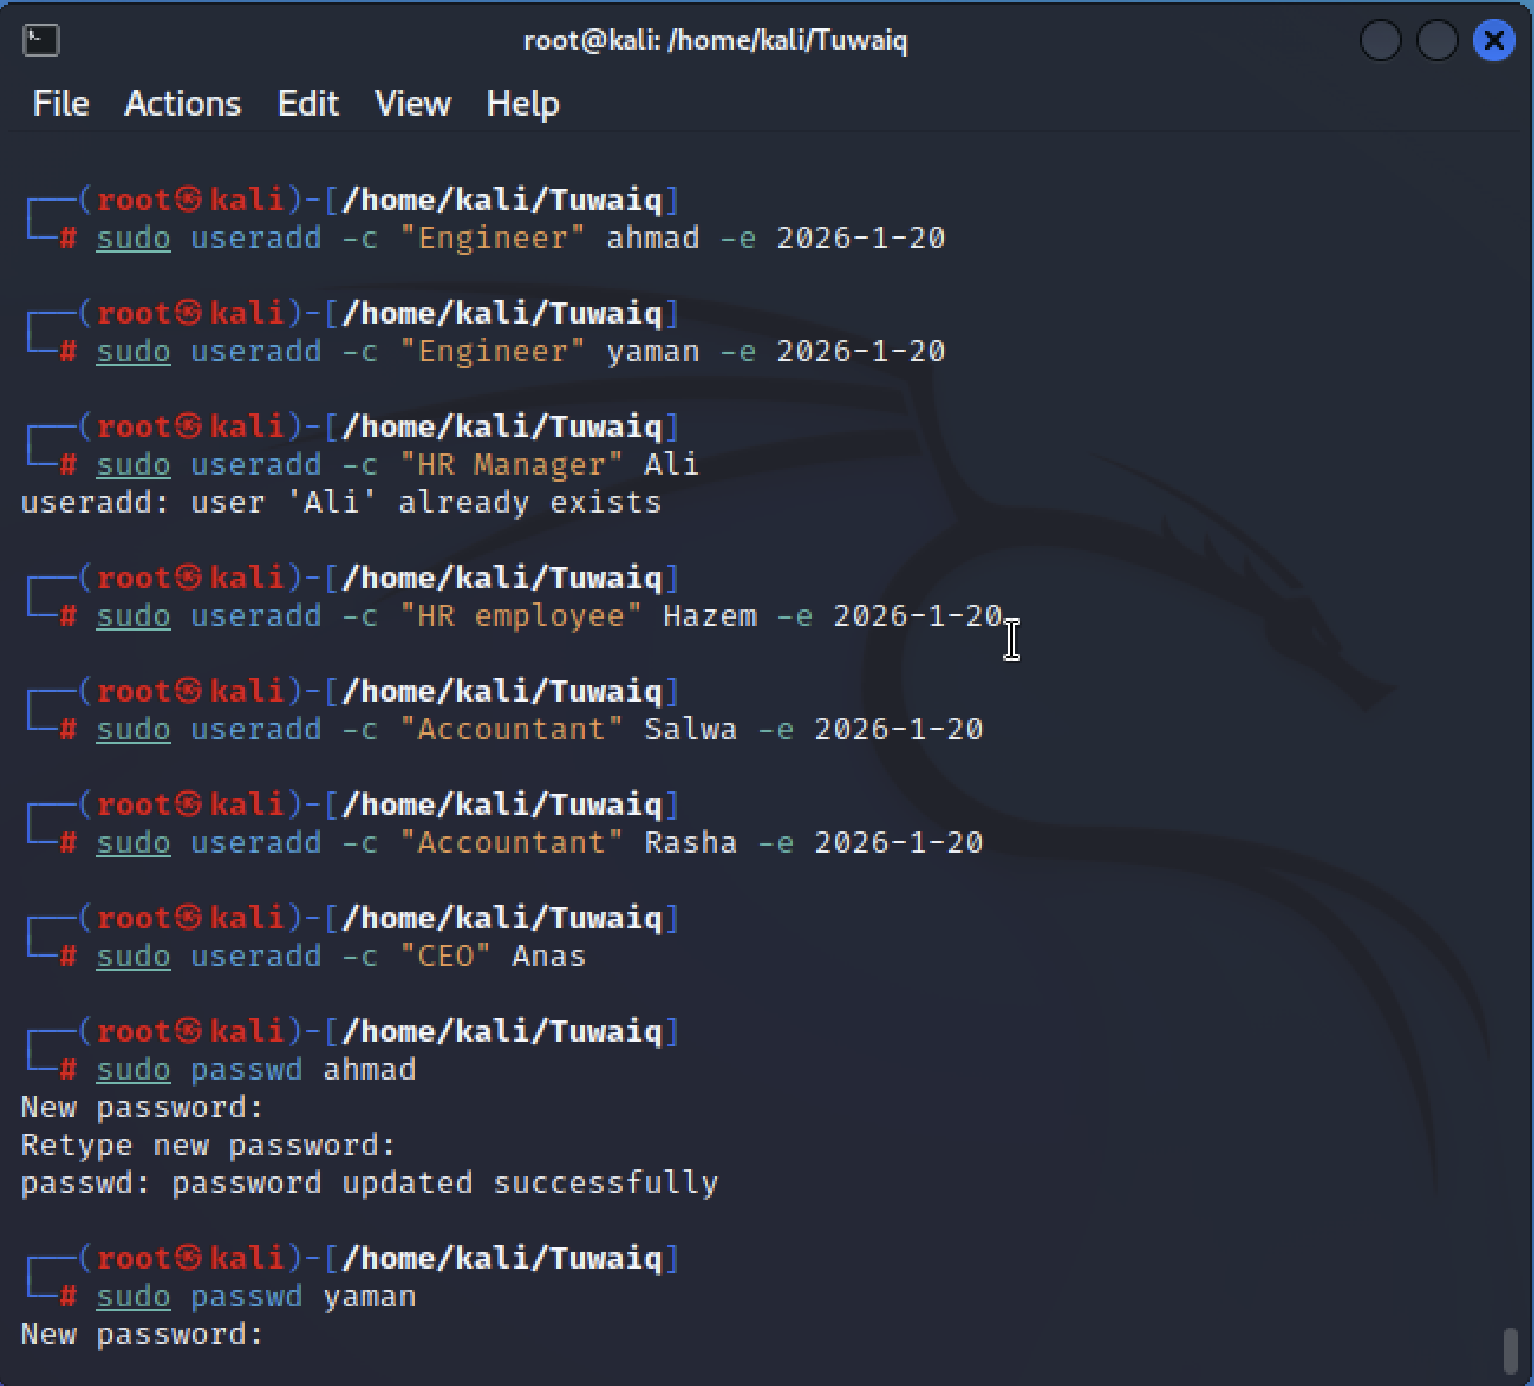 root@kali: /home/kali/Tuwaiq
File Actions Edit View Help
┌──(root㉿kali)-[/home/kali/Tuwaiq]
└─# sudo useradd -c "Engineer" ahmad -e 2026-1-20
┌──(root㉿kali)-[/home/kali/Tuwaiq]
└─# sudo useradd -c "Engineer" yaman -e 2026-1-20
┌──(root㉿kali)-[/home/kali/Tuwaiq]
└─# sudo useradd -c "HR Manager" Ali
useradd: user 'Ali' already exists
┌──(root㉿kali)-[/home/kali/Tuwaiq]
└─# sudo useradd -c "HR employee" Hazem -e 2026-1-20
┌──(root㉿kali)-[/home/kali/Tuwaiq]
└─# sudo useradd -c "Accountant" Salwa -e 2026-1-20
┌──(root㉿kali)-[/home/kali/Tuwaiq]
└─# sudo useradd -c "Accountant" Rasha -e 2026-1-20
┌──(root㉿kali)-[/home/kali/Tuwaiq]
└─# sudo useradd -c "CEO" Anas
┌──(root㉿kali)-[/home/kali/Tuwaiq]
└─# sudo passwd ahmad
New password:
Retype new password:
passwd: password updated successfully
┌──(root㉿kali)-[/home/kali/Tuwaiq]
└─# sudo passwd yaman
New password: